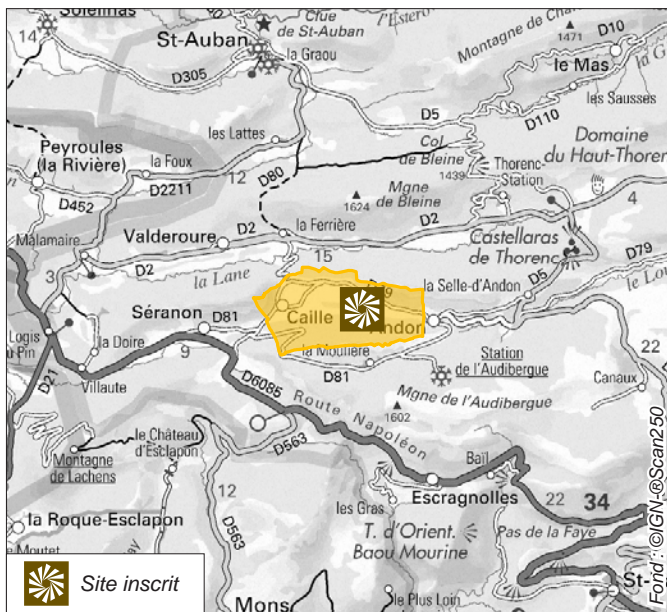 Clue
de St-Auban
l'Esteron
1471
D10
14
St-Auban
la Graou
le Mas
D305
D5
les Sausses
D110
les Lattes
Domaine
du Haut-Thorenc
Peyroules
(la Rivière)
la Foux
12
D80
Col
de Bleine
1439
Thorenc-
Station
D2211
D452
Mgne
de Bleine
1624
4
Malamaire
Valderoure
D2
la Ferrière
D2
Castellaras
de Thorenc
D79
3
D2
la Lane
15
la Selle-d'Andon
D5
Séranon
D81
Caille
Andon
Logis
du Pin
la Doire
9
la Moulière
D81
Station
de l'Audibergue
22
D21
Villaute
D6085
Mgne de l'Audibergue
1602
Canaux
Route Napoléon
le Château
d'Esclapon
D563
Montagne
de Lachens
Bail
Escragnolles
12
les Gras
22
34
la Roque-Esclapon
T. d'Orient.
Baou Mourine
Pas de la Faye
D563
Mons
le Plus Loin
St-
Site inscrit
Fond : ©IGN-®Scan250